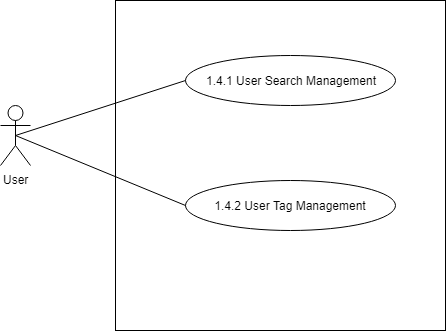 1.4.1 User Search Management
User
1.4.2 User Tag Management